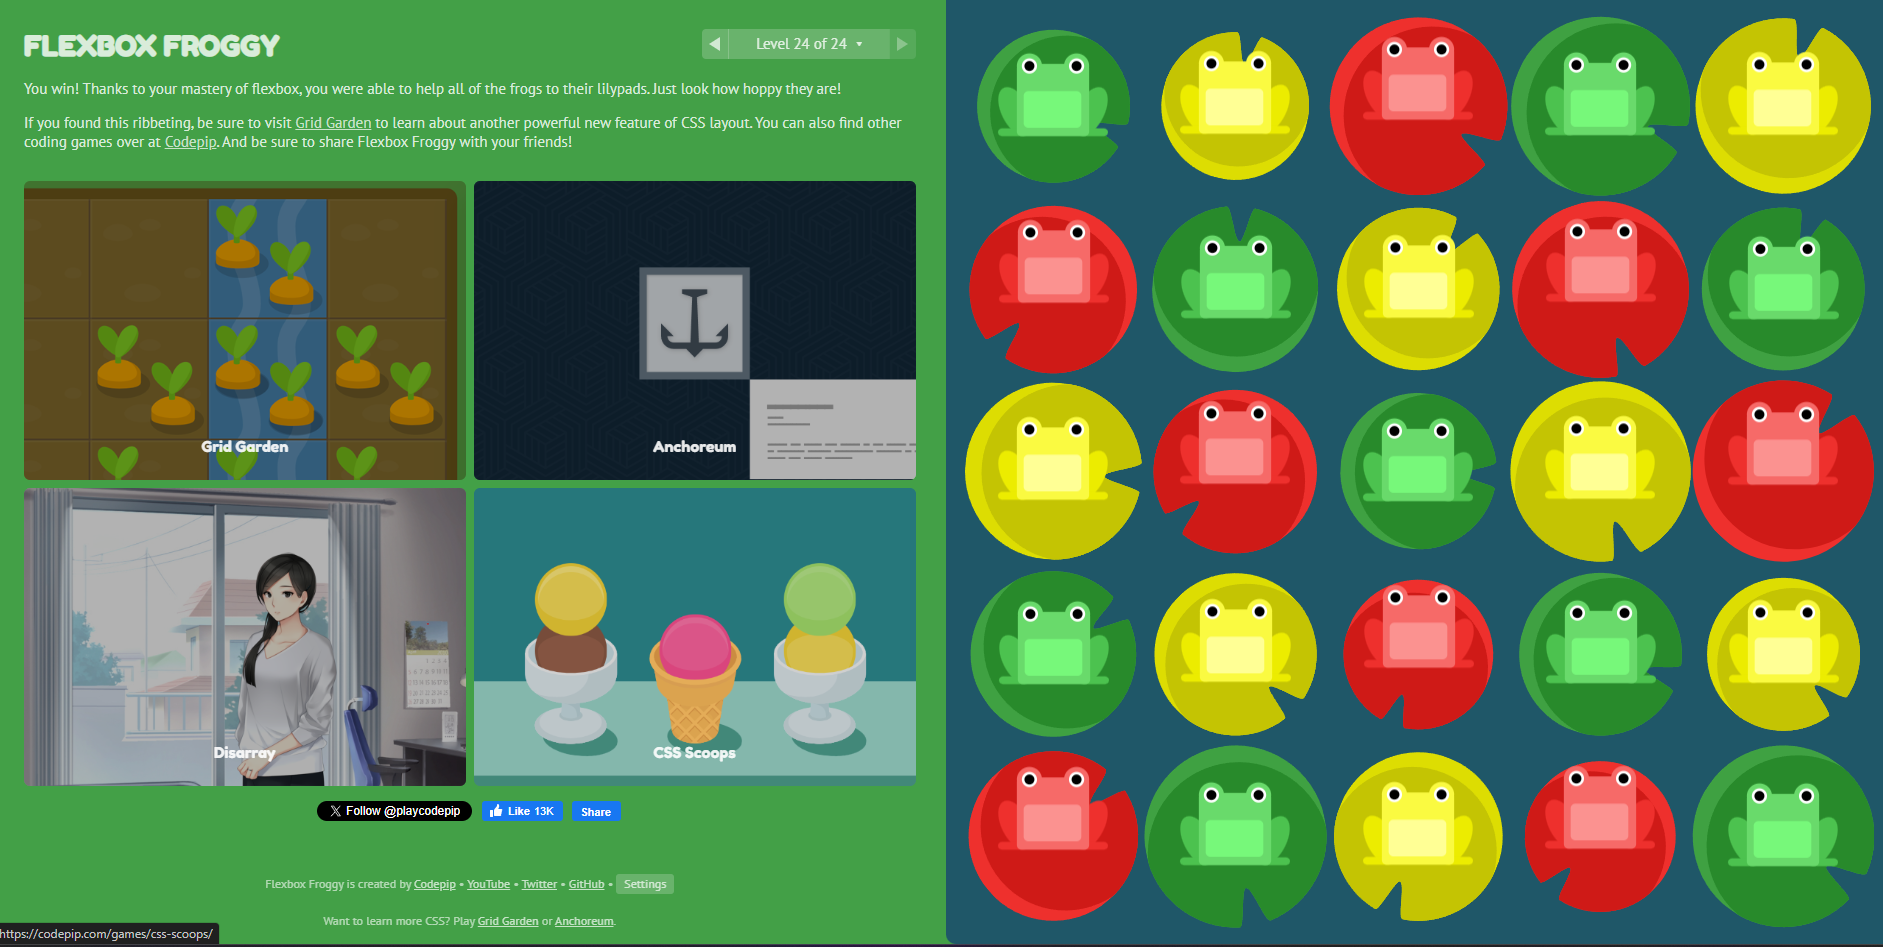 FLEXBOX FROGGY
Level 24 of 24
You win! Thanks to your mastery of flexbox, you were able to help all of the frogs to their lilypads. Just look how hoppy they are!
If you found this ribbeting, be sure to visit Grid Garden to learn about another powerful new feature of CSS layout. You can also find other
coding games over at Codepip. And be sure to share Flexbox Froggy with your friends!
Grid Garden
Anchoreum
Disarray
CSS Scoops
X Follow @playcodepip
Like 13K
Share
Flexbox Froggy is created by Codepip • YouTube • Twitter • GitHub • Settings
Want to learn more CSS? Play Grid Garden or Anchoreum.
https://codepip.com/games/css-scoops/